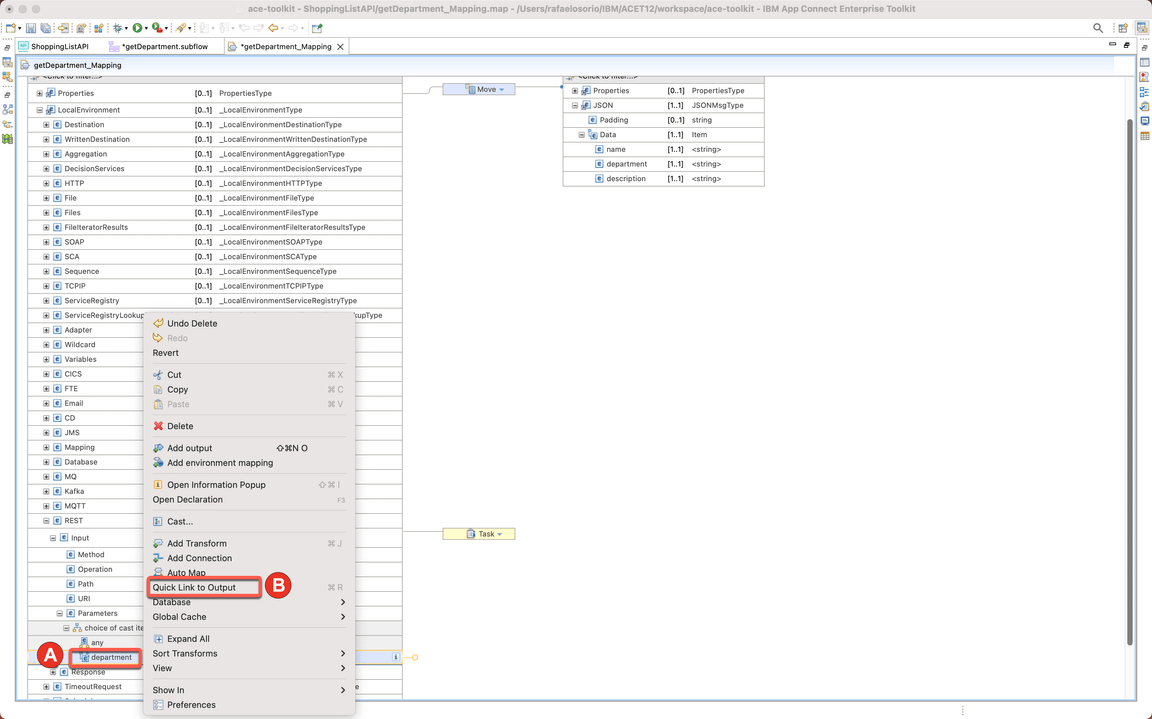 ace-toolkit - ShoppingListAPI/getDepartment_Mapping.map - /Users/rafaelosorio/IBM/ACET12/workspace/ace-toolkit - IBM App Connect Enterprise Toolkit
ShoppingListAPI *getDepartment.subflow *getDepartment_Mapping
getDepartment_Mapping
<Click to filter...> <Click to filter...>
Properties [0..1] PropertiesType Move Properties [0..1] PropertiesType
LocalEnvironment [0..1] _LocalEnvironmentType JSON [1..1] JSONMsgType
Destination [0..1] _LocalEnvironmentDestinationType Padding [0..1] string
WrittenDestination [0..1] _LocalEnvironmentWrittenDestinationType Data [1..1] Item
Aggregation [0..1] _LocalEnvironmentAggregationType name [1..1] <string>
DecisionServices [0..1] _LocalEnvironmentDecisionServicesType department [1..1] <string>
HTTP [0..1] _LocalEnvironmentHTTPType description [1..1] <string>
File [0..1] _LocalEnvironmentFileType
Files [0..1] _LocalEnvironmentFilesType
FileIteratorResults [0..1] _LocalEnvironmentFileIteratorResultsType
SOAP [0..1] _LocalEnvironmentSOAPType
SCA [0..1] _LocalEnvironmentSCAType
Sequence [0..1] _LocalEnvironmentSequenceType
TCPIP [0..1] _LocalEnvironmentTCPIPType
ServiceRegistry [0..1] _LocalEnvironmentServiceRegistryType
ServiceRegistryLookup kupType
Adapter
Wildcard
Variables
CICS
FTE
Email
CD
JMS
Mapping
Database
MQ
Kafka
MQTT
REST
Input
Method
Operation
Path
URI
Parameters
choice of cast ite
any
A department
Response
TimeoutRequest e
Undo Delete
Redo
Revert
Cut ⌘ X
Copy ⌘ C
Paste ⌘ V
Delete
Add output ⇧⌘N O
Add environment mapping
Open Information Popup ⇧⌘ I
Open Declaration F3
Cast...
Add Transform ⌘ J
Add Connection
Auto Map
Quick Link to Output B ⌘ R
Database
Global Cache
Expand All
Sort Transforms
View
Show In
Preferences
Task